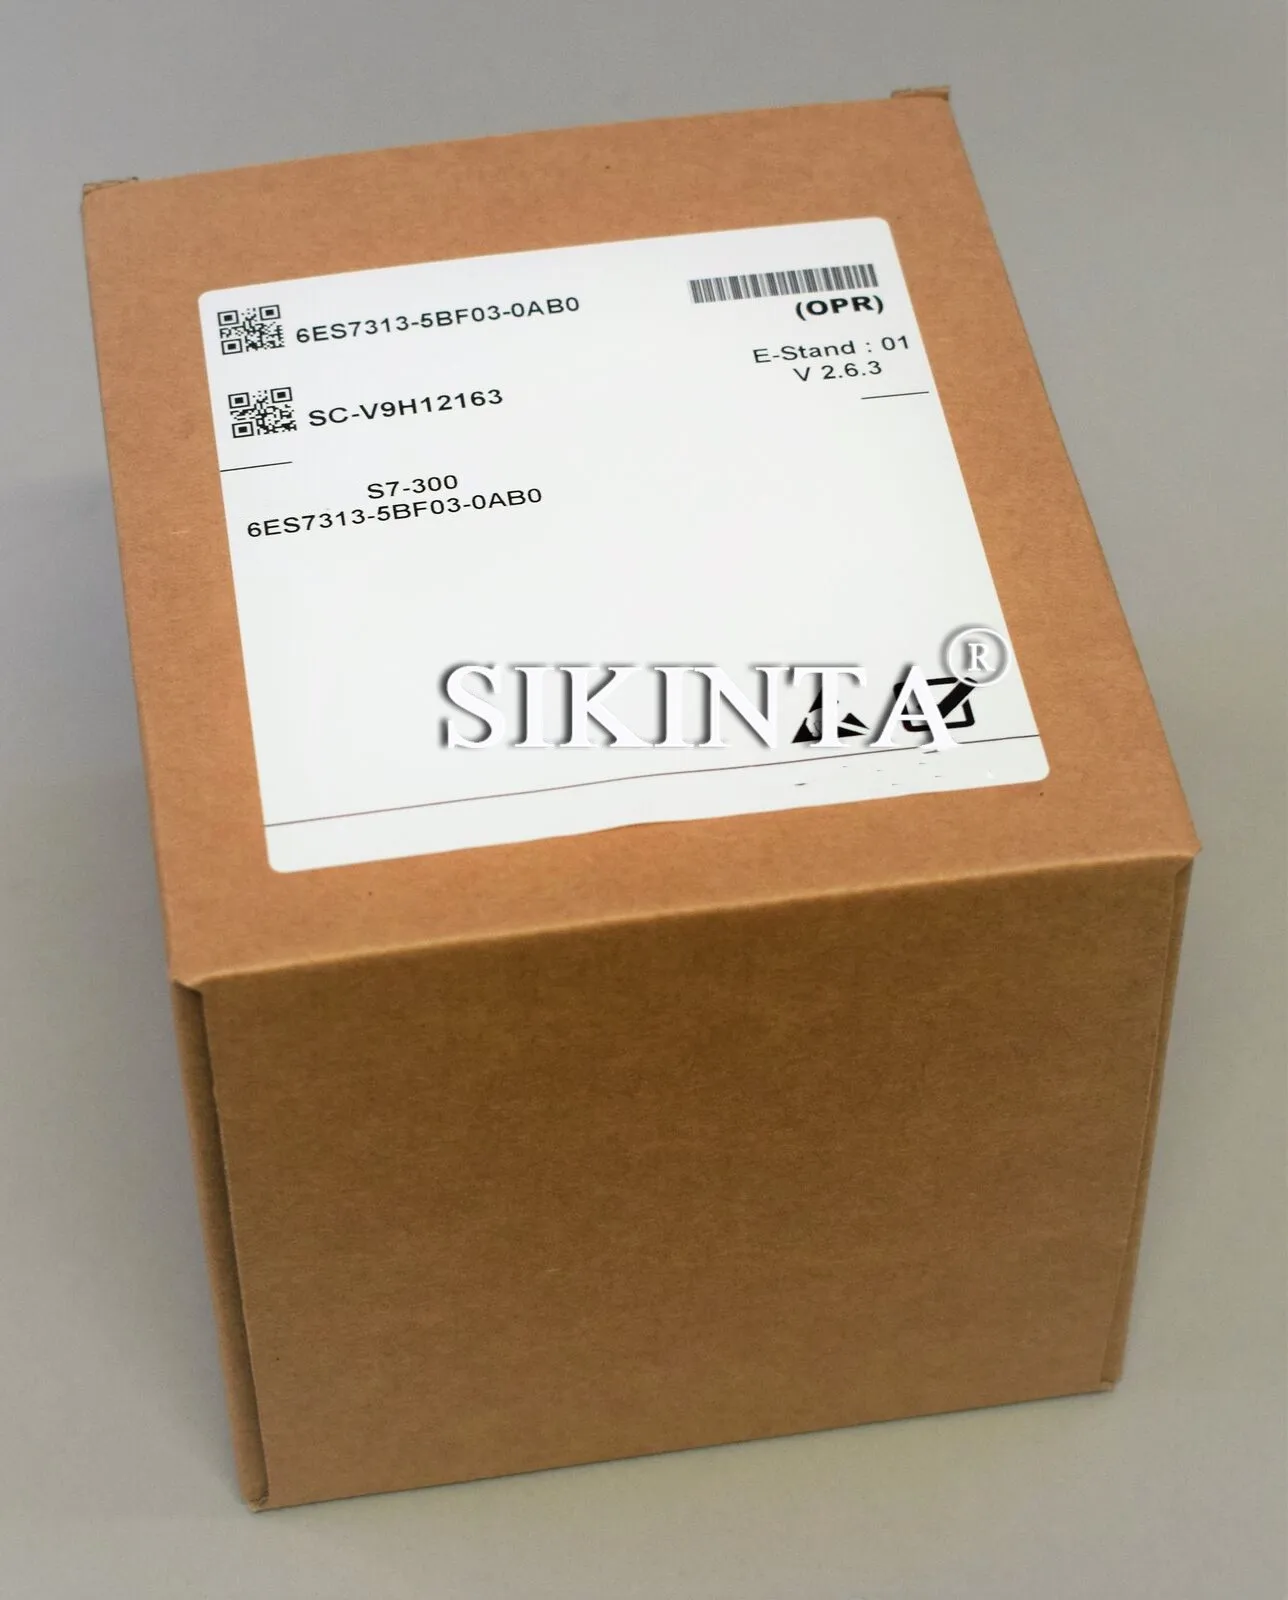 6ES7313-5BF03-0AB0
(OPR)
E-Stand : 01
V 2.6.3
SC-V9H12163
S7-300
6ES7313-5BF03-0AB0
SIKINTA®